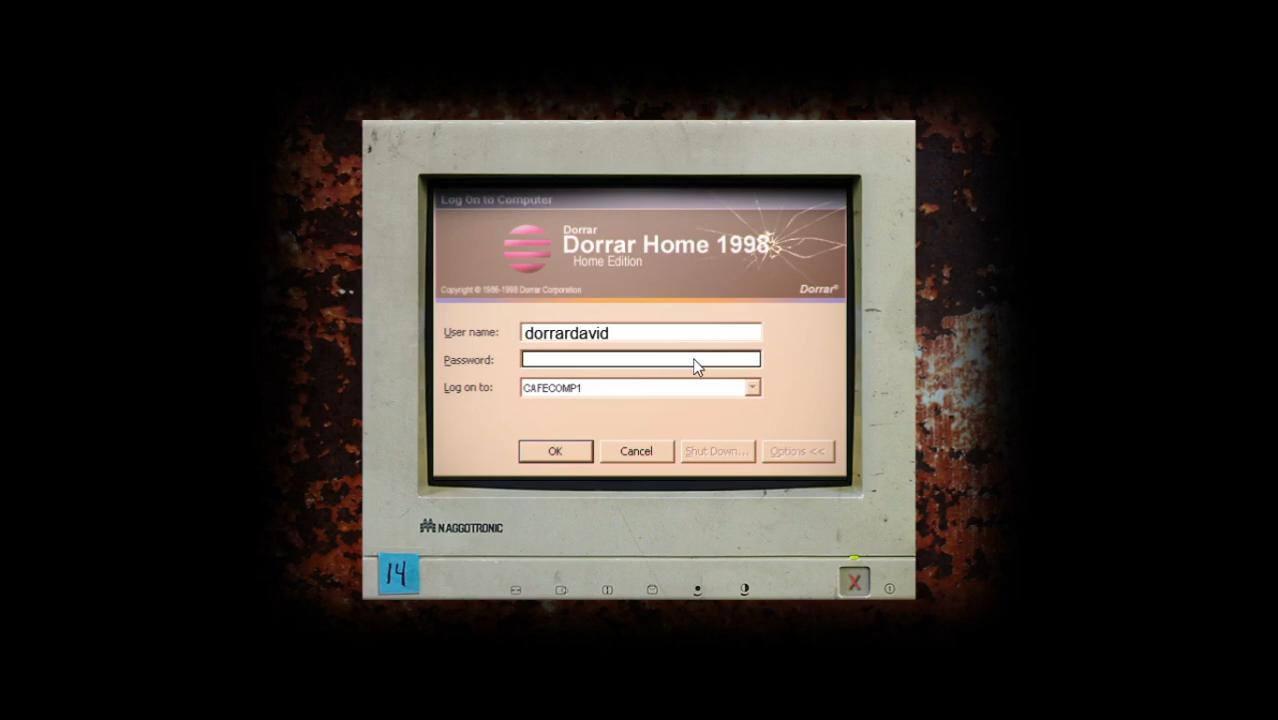 Log On to Computer
Dorrar
Dorrar Home 1998
Home Edition
Copyright © 1986-1998 Dorrar Corporation
Dorrar®
User name: dorrardavid
Password:
Log on to: CAFECOMP1
OK Cancel Shut Down... Options <<
NAGGOTRONIC
14
X